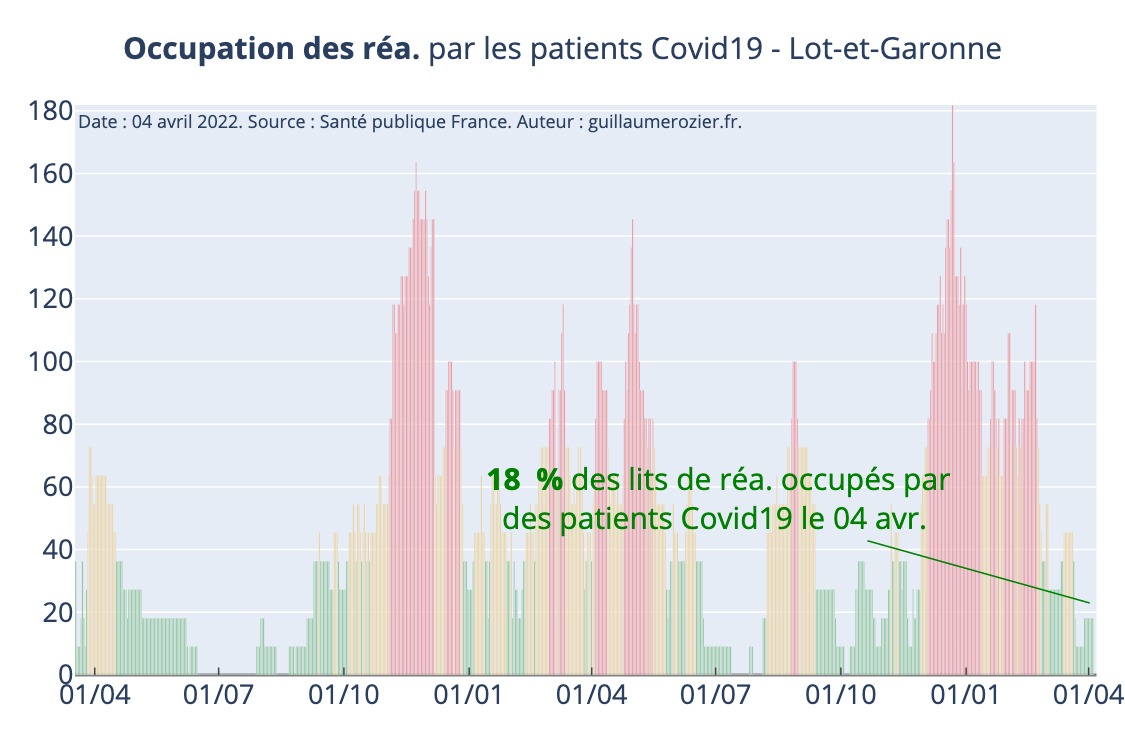 Occupation des réa. par les patients Covid19 - Lot-et-Garonne
180
Date : 04 avril 2022. Source : Santé publique France. Auteur : guillaumerozier.fr.
160
140
120
100
80
60
18 % des lits de réa. occupés par
des patients Covid19 le 04 avr.
40
20
0
01/04 01/07 01/10 01/01 01/04 01/07 01/10 01/01 01/04